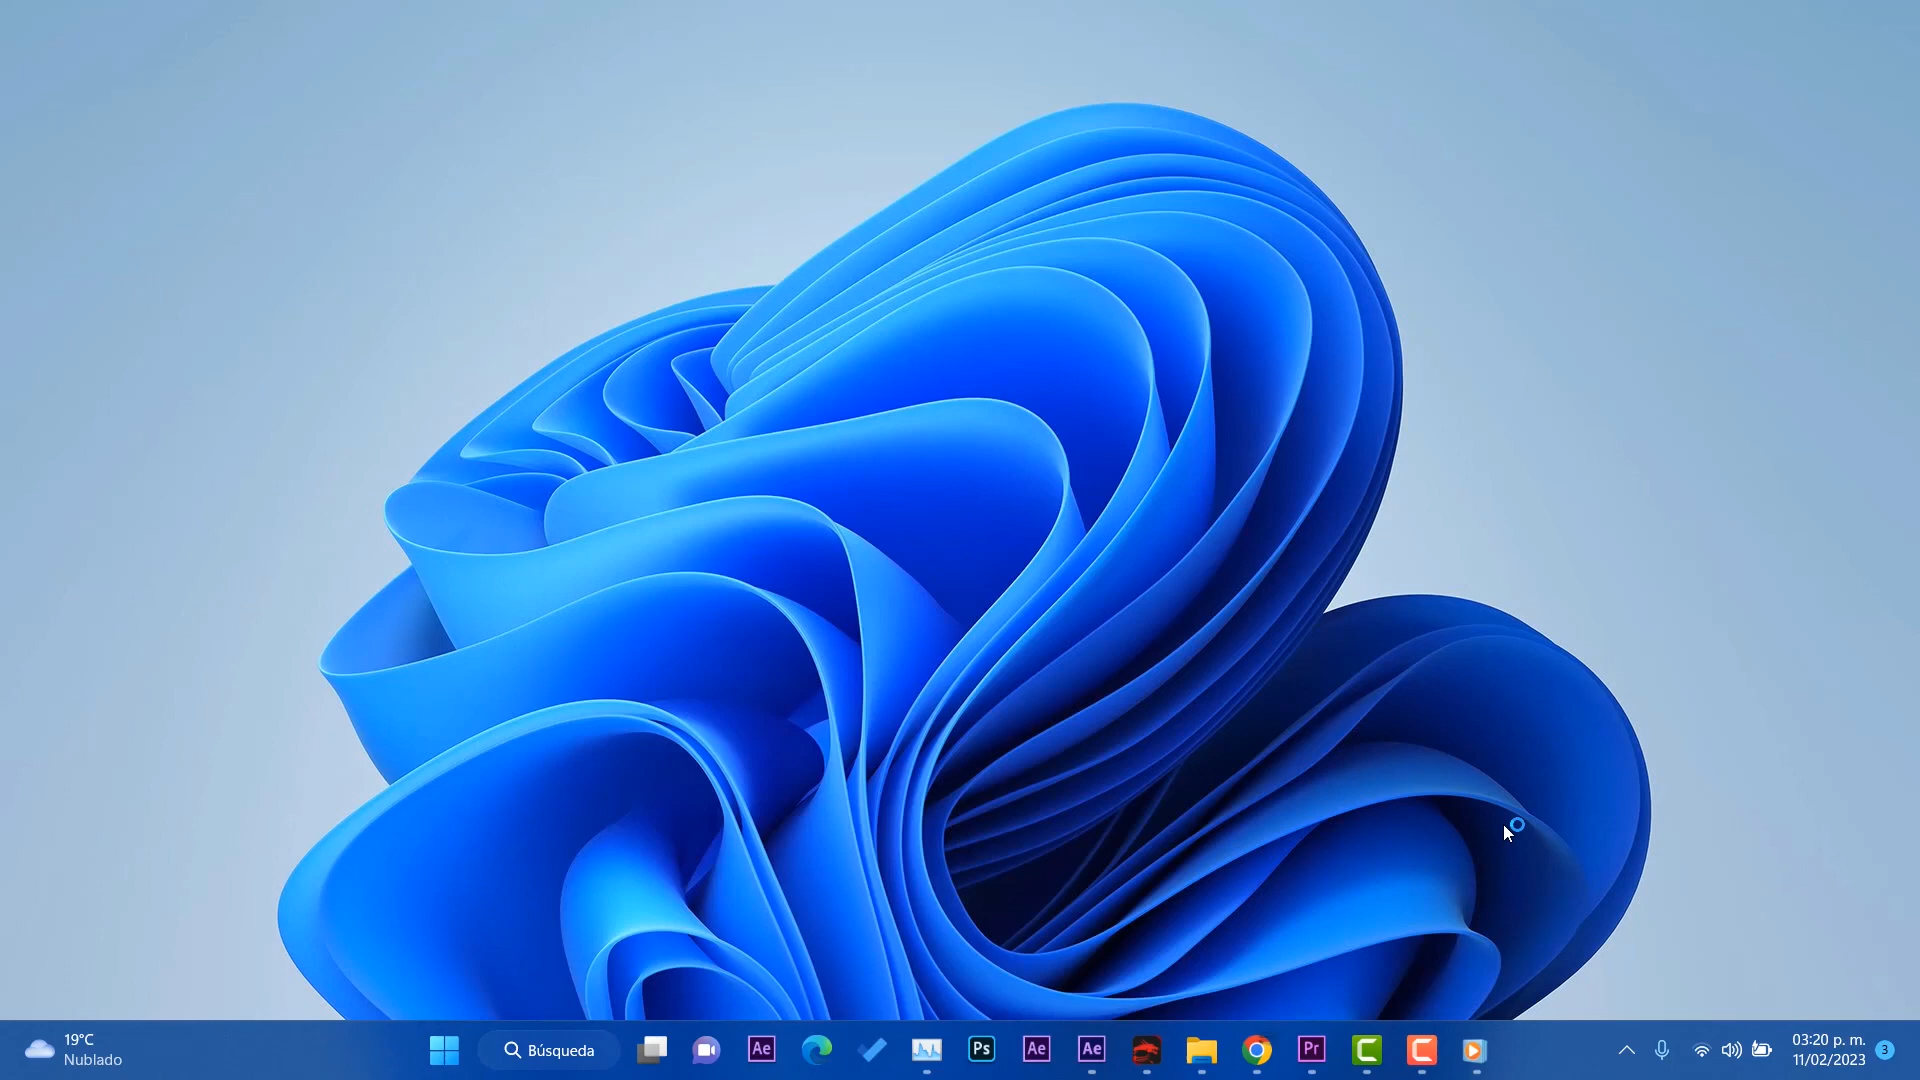 19°C
Nublado
Búsqueda
Ae
Ps
Ae
Ae
Pr
03:20 p. m.
11/02/2023
3